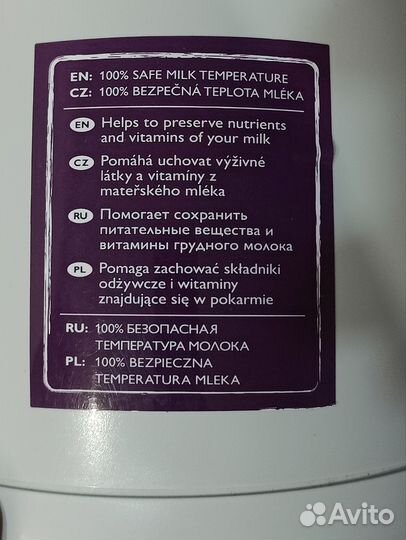 EN: 100% SAFE MILK TEMPERATURE
CZ: 100% BEZPEČNÁ TEPLOTA MLÉKA
EN Helps to preserve nutrients
and vitamins of your milk
CZ Pomáhá uchovat výživné
látky a vitamíny z
mateřského mléka
RU Помогает сохранить
питательные вещества и
витамины грудного молока
PL Pomaga zachować składniki
odżywcze i witaminy
znajdujące się w pokarmie
RU: 100% БЕЗОПАСНАЯ
ТЕМПЕРАТУРА МОЛОКА
PL: 100% BEZPIECZNA
TEMPERATURA MLEKA
Avito